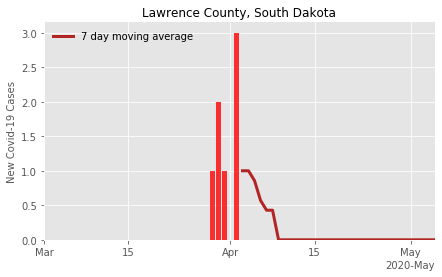 Lawrence County, South Dakota
7 day moving average
New Covid-19 Cases
3.0
2.5
2.0
1.5
1.0
0.5
0.0
Mar 15 Apr 15 May
2020-May